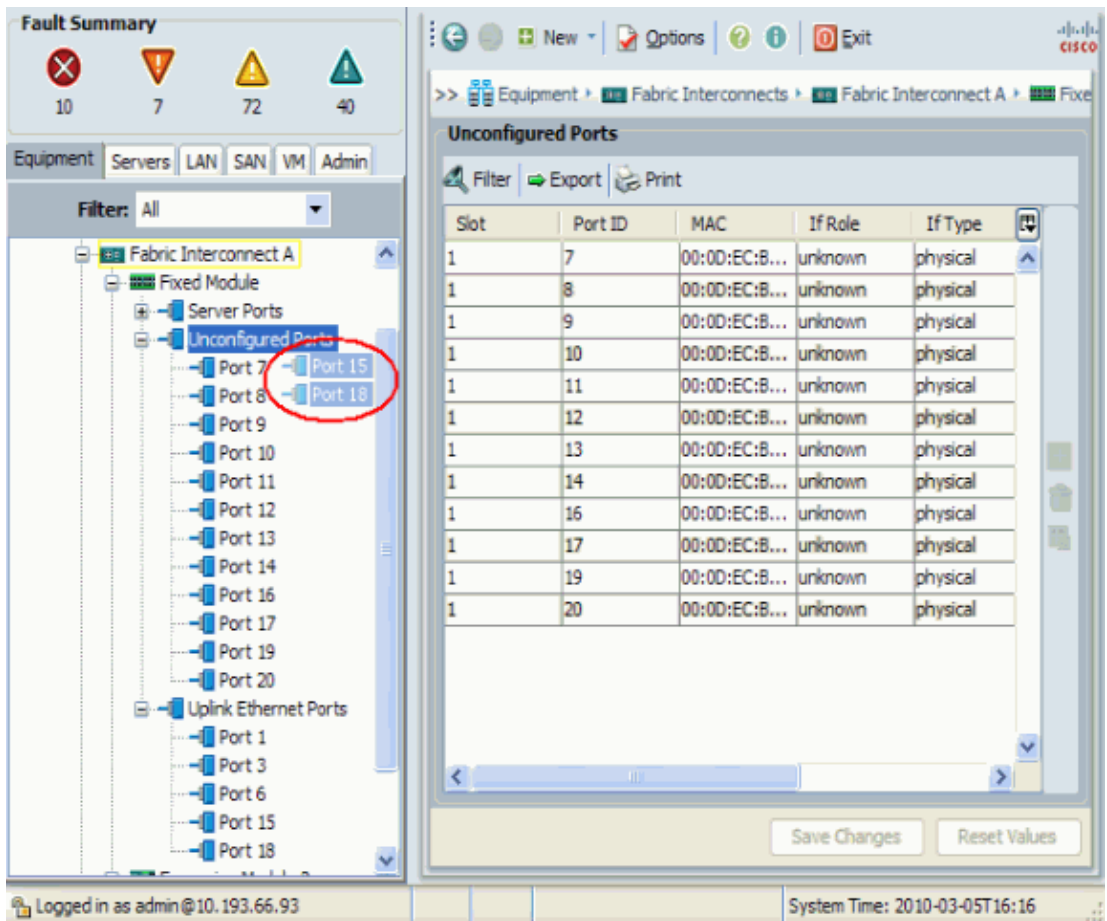 Fault Summary
10 7 72 40
Equipment Servers LAN SAN VM Admin
Filter: All
Fabric Interconnect A
Fixed Module
Server Ports
Unconfigured Ports
Port 7 Port 15
Port 8 Port 18
Port 9
Port 10
Port 11
Port 12
Port 13
Port 14
Port 16
Port 17
Port 19
Port 20
Uplink Ethernet Ports
Port 1
Port 3
Port 6
Port 15
Port 18
New Options Exit
CISCO
>> Equipment Fabric Interconnects Fabric Interconnect A Fixe
Unconfigured Ports
Filter Export Print
Slot Port ID MAC If Role If Type
1 7 00:0D:EC:B... unknown physical
1 8 00:0D:EC:B... unknown physical
1 9 00:0D:EC:B... unknown physical
1 10 00:0D:EC:B... unknown physical
1 11 00:0D:EC:B... unknown physical
1 12 00:0D:EC:B... unknown physical
1 13 00:0D:EC:B... unknown physical
1 14 00:0D:EC:B... unknown physical
1 16 00:0D:EC:B... unknown physical
1 17 00:0D:EC:B... unknown physical
1 19 00:0D:EC:B... unknown physical
1 20 00:0D:EC:B... unknown physical
Save Changes Reset Values
Logged in as admin@10.193.66.93 System Time: 2010-03-05T16:16